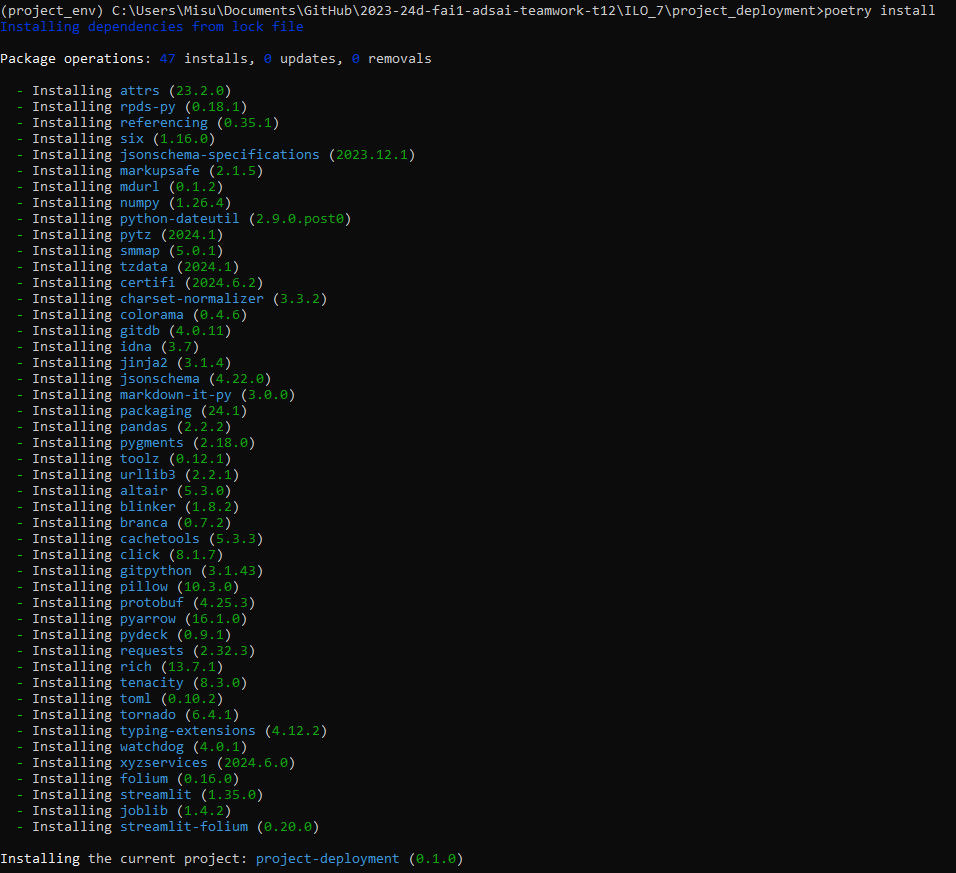 (project_env) C:\Users\Misu\Documents\GitHub\2023-24d-fai1-adsai-teamwork-t12\ILO_7\project_deployment>poetry install
Installing dependencies from lock file
Package operations: 47 installs, 0 updates, 0 removals
- Installing attrs (23.2.0)
- Installing rpds-py (0.18.1)
- Installing referencing (0.35.1)
- Installing six (1.16.0)
- Installing jsonschema-specifications (2023.12.1)
- Installing markupsafe (2.1.5)
- Installing mdurl (0.1.2)
- Installing numpy (1.26.4)
- Installing python-dateutil (2.9.0.post0)
- Installing pytz (2024.1)
- Installing smmap (5.0.1)
- Installing tzdata (2024.1)
- Installing certifi (2024.6.2)
- Installing charset-normalizer (3.3.2)
- Installing colorama (0.4.6)
- Installing gitdb (4.0.11)
- Installing idna (3.7)
- Installing jinja2 (3.1.4)
- Installing jsonschema (4.22.0)
- Installing markdown-it-py (3.0.0)
- Installing packaging (24.1)
- Installing pandas (2.2.2)
- Installing pygments (2.18.0)
- Installing toolz (0.12.1)
- Installing urllib3 (2.2.1)
- Installing altair (5.3.0)
- Installing blinker (1.8.2)
- Installing branca (0.7.2)
- Installing cachetools (5.3.3)
- Installing click (8.1.7)
- Installing gitpython (3.1.43)
- Installing pillow (10.3.0)
- Installing protobuf (4.25.3)
- Installing pyarrow (16.1.0)
- Installing pydeck (0.9.1)
- Installing requests (2.32.3)
- Installing rich (13.7.1)
- Installing tenacity (8.3.0)
- Installing toml (0.10.2)
- Installing tornado (6.4.1)
- Installing typing-extensions (4.12.2)
- Installing watchdog (4.0.1)
- Installing xyzservices (2024.6.0)
- Installing folium (0.16.0)
- Installing streamlit (1.35.0)
- Installing joblib (1.4.2)
- Installing streamlit-folium (0.20.0)
Installing the current project: project-deployment (0.1.0)